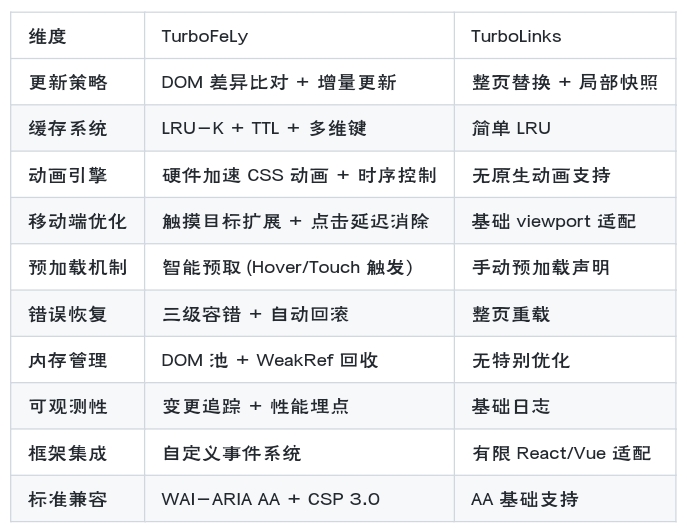 维度 TurboFeLy TurboLinks
更新策略 DOM 差异比对 + 增量更新 整页替换 + 局部快照
缓存系统 LRU-K + TTL + 多维键 简单 LRU
动画引擎 硬件加速 CSS 动画 + 时序控制 无原生动画支持
移动端优化 触摸目标扩展 + 点击延迟消除 基础 viewport 适配
预加载机制 智能预取 (Hover/Touch 触发) 手动预加载声明
错误恢复 三级容错 + 自动回滚 整页重载
内存管理 DOM 池 + WeakRef 回收 无特别优化
可观测性 变更追踪 + 性能埋点 基础日志
框架集成 自定义事件系统 有限 React/Vue 适配
标准兼容 WAI-ARIA AA + CSP 3.0 AA 基础支持